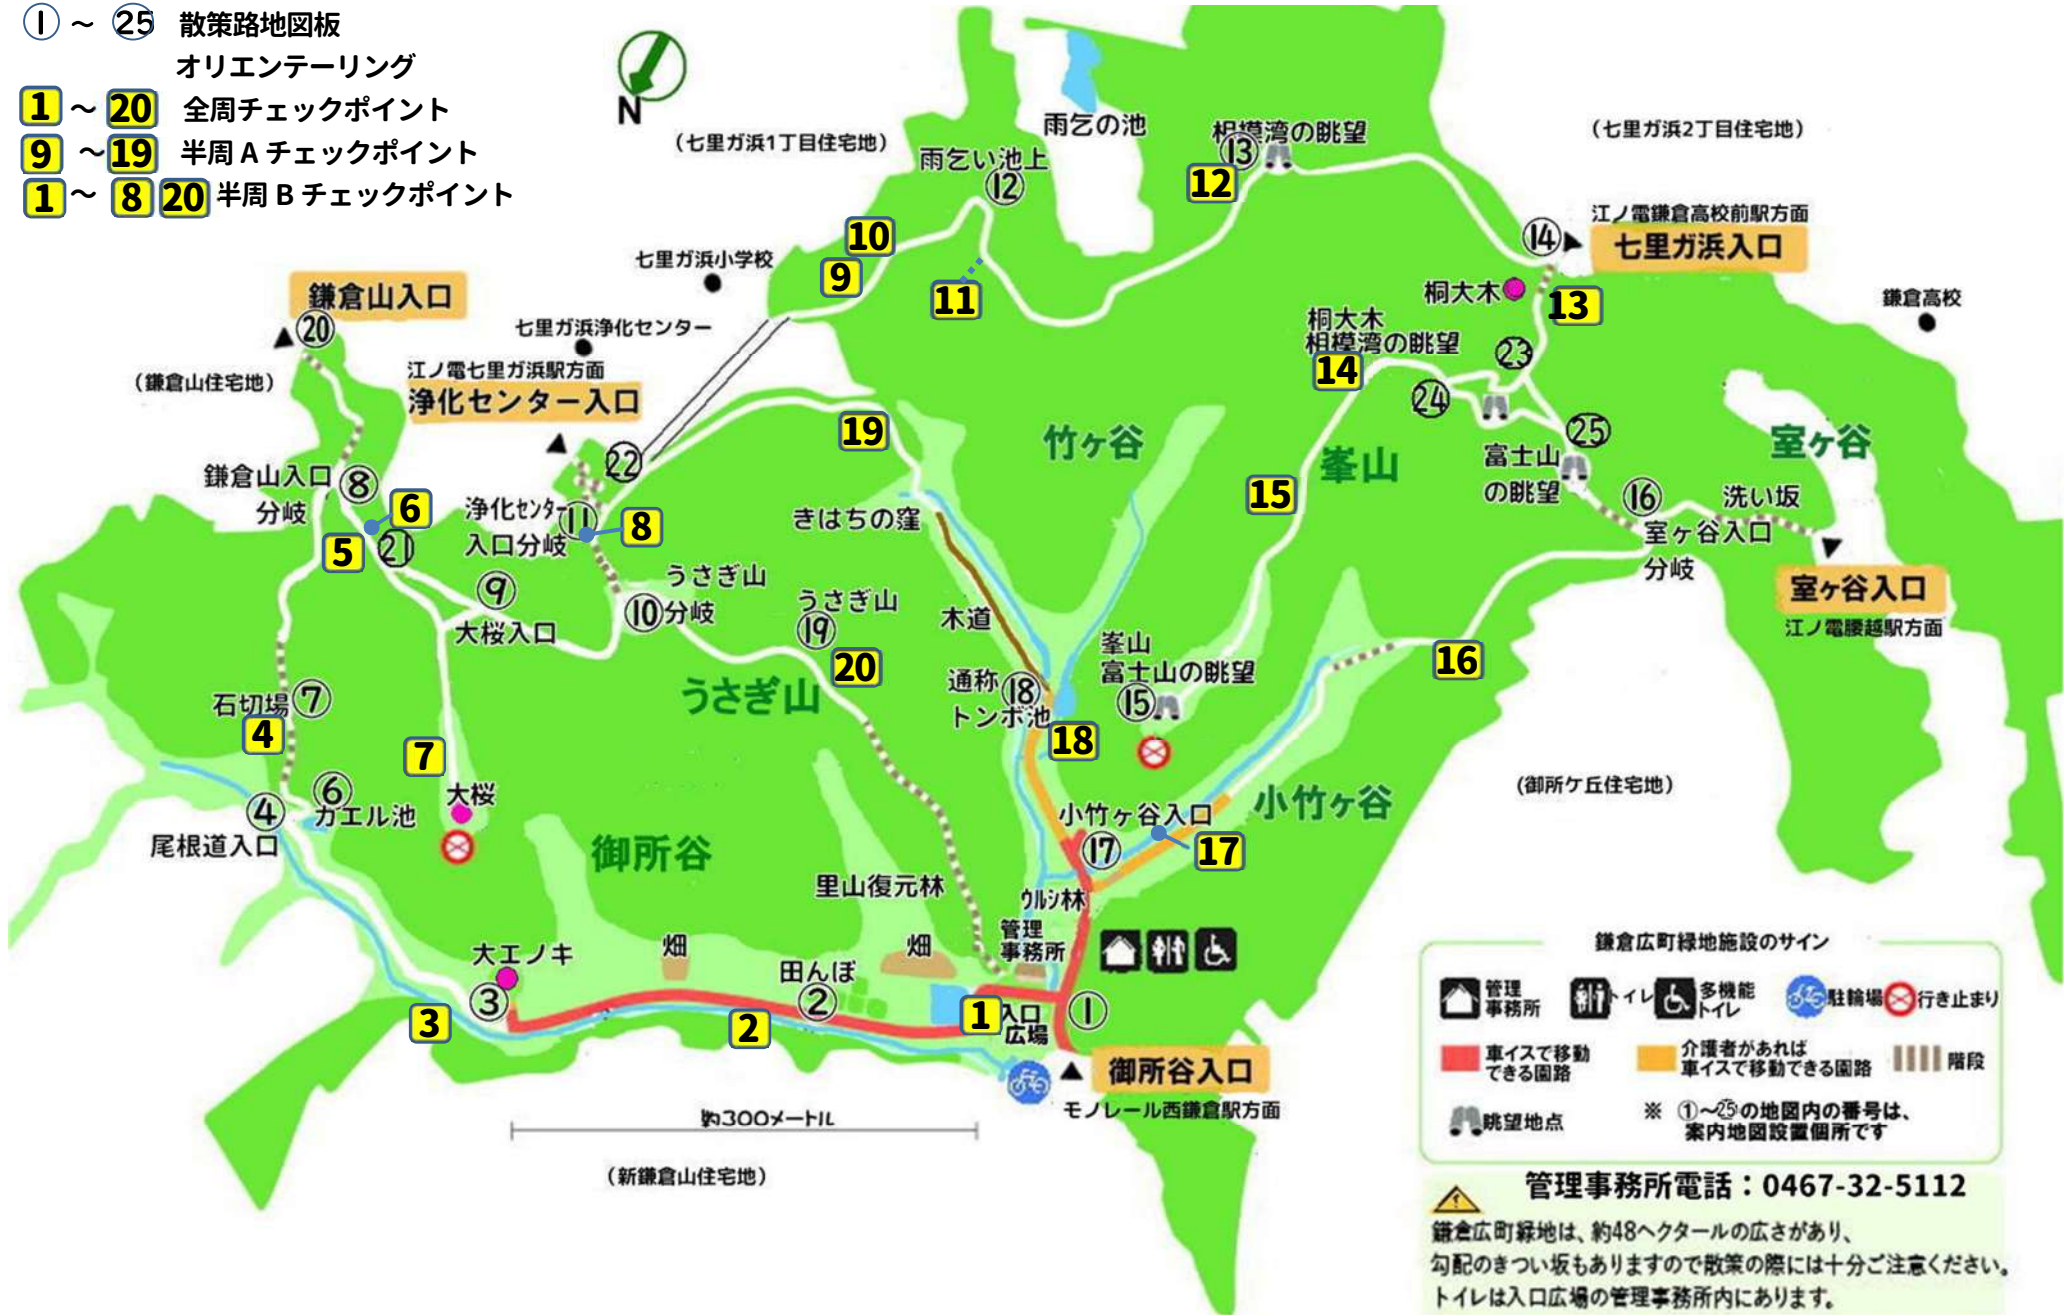 ① ～ ㉕ 散策路地図板
オリエンテーリング
1 ～ 20 全周チェックポイント
9 ～ 19 半周 A チェックポイント
1 ～ 8 20 半周 B チェックポイント
N
（七里ガ浜1丁目住宅地）
雨乞の池
雨乞い池上
⑫
相模湾の眺望
⑬
12
（七里ガ浜2丁目住宅地）
江ノ電鎌倉高校前駅方面
⑭
七里ガ浜入口
鎌倉高校
桐大木
13
七里ガ浜小学校
10
9
11
鎌倉山入口
⑳
（鎌倉山住宅地）
七里ガ浜浄化センター
江ノ電七里ガ浜駅方面
浄化センター入口
㉒
19
竹ヶ谷
桐大木
相模湾の眺望
14
㉓
㉔
㉕
富士山
の眺望
峯山
15
室ヶ谷
⑯
洗い坂
室ヶ谷入口
分岐
室ヶ谷入口
江ノ電腰越駅方面
16
鎌倉山入口
分岐
⑧
6
5
㉑
浄化センター
入口分岐
⑪
8
きはちの窪
⑨
大桜入口
うさぎ山
⑩分岐
うさぎ山
⑲
20
うさぎ山
木道
峯山
富士山の眺望
⑮
通称
⑱
トンボ池
18
石切場
⑦
4
7
大桜
⑥
カエル池
④
尾根道入口
御所谷
小竹ヶ谷入口
⑰
17
小竹ヶ谷
（御所ケ丘住宅地）
里山復元林
ウルシ林
管理
事務所
大エノキ
③
3
畑
田んぼ
②
2
畑
1
入口
広場
①
御所谷入口
モノレール西鎌倉駅方面
約300メートル
（新鎌倉山住宅地）
鎌倉広町緑地施設のサイン
管理
事務所
トイレ
多機能
トイレ
駐輪場
行き止まり
車イスで移動
できる園路
介護者があれば
車イスで移動できる園路
階段
眺望地点
※ ①～㉕の地図内の番号は、
案内地図設置個所です
管理事務所電話：0467-32-5112
鎌倉広町緑地は、約48ヘクタールの広さがあり、
勾配のきつい坂もありますので散策の際には十分ご注意ください。
トイレは入口広場の管理事務所内にあります。